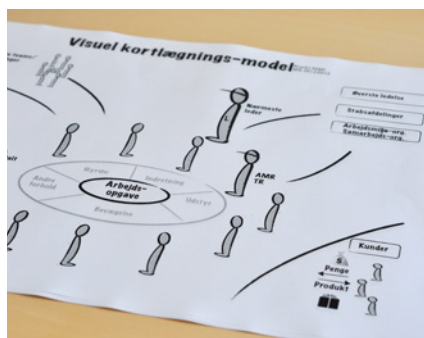 Visuel kortlægnings-model
Øverste ledelse
Stabsafdelinger
Arbejdsmiljø-org.
Samarbejds-org.
Nærmeste
leder
L
AMR
TR
Hyrde
Indretning
Andre
forhold
Arbejds-
opgave
Udstyr
Bevægelse
Kunder
$
Penge
Produkt